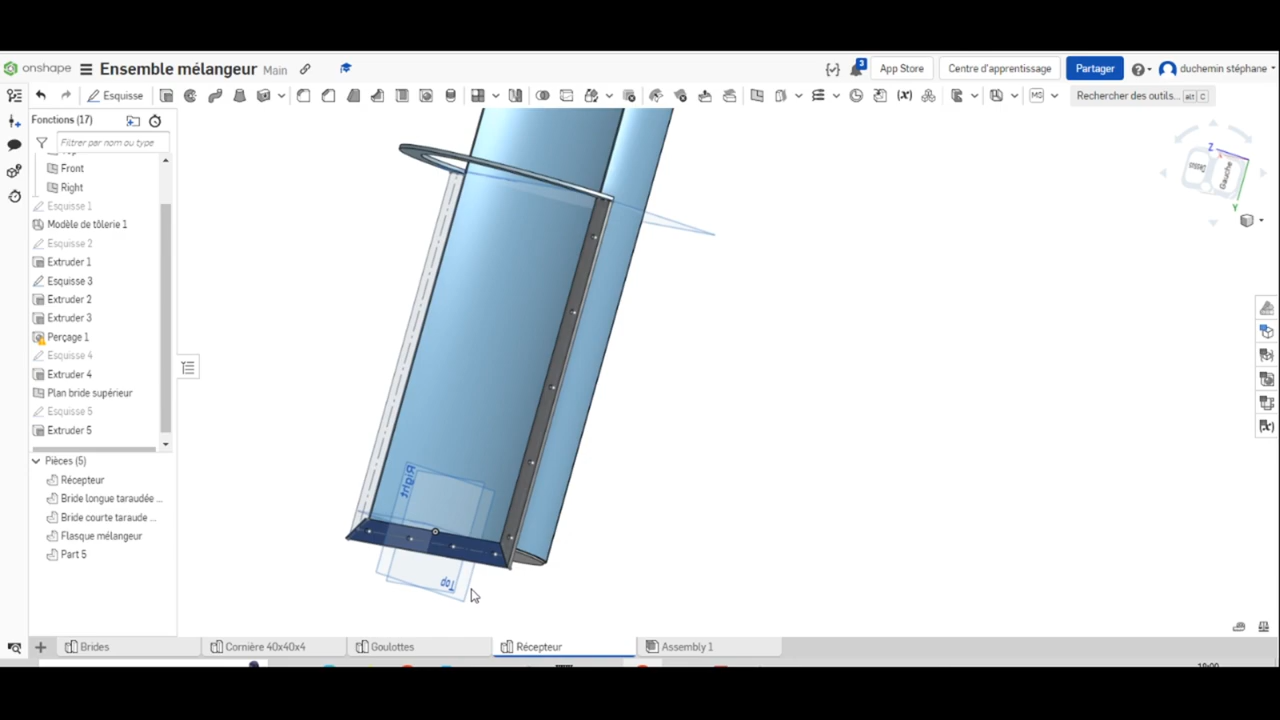 onshape Ensemble mélangeur Main
3 App Store Centre d'apprentissage Partager duchemin stéphane
Esquisse
Rechercher des outils... alt C
Fonctions (17)
Filtrer par nom ou type
Front
Right
Esquisse 1
Modèle de tôlerie 1
Esquisse 2
Extruder 1
Esquisse 3
Extruder 2
Extruder 3
Perçage 1
Esquisse 4
Extruder 4
Plan bride supérieur
Esquisse 5
Extruder 5
Pièces (5)
Récepteur
Bride longue taraudée ...
Bride courte taraude ...
Flasque mélangeur
Part 5
Z
Gauche
Y
Right
Top
Brides
Cornière 40x40x4
Goulottes
Récepteur
Assembly 1